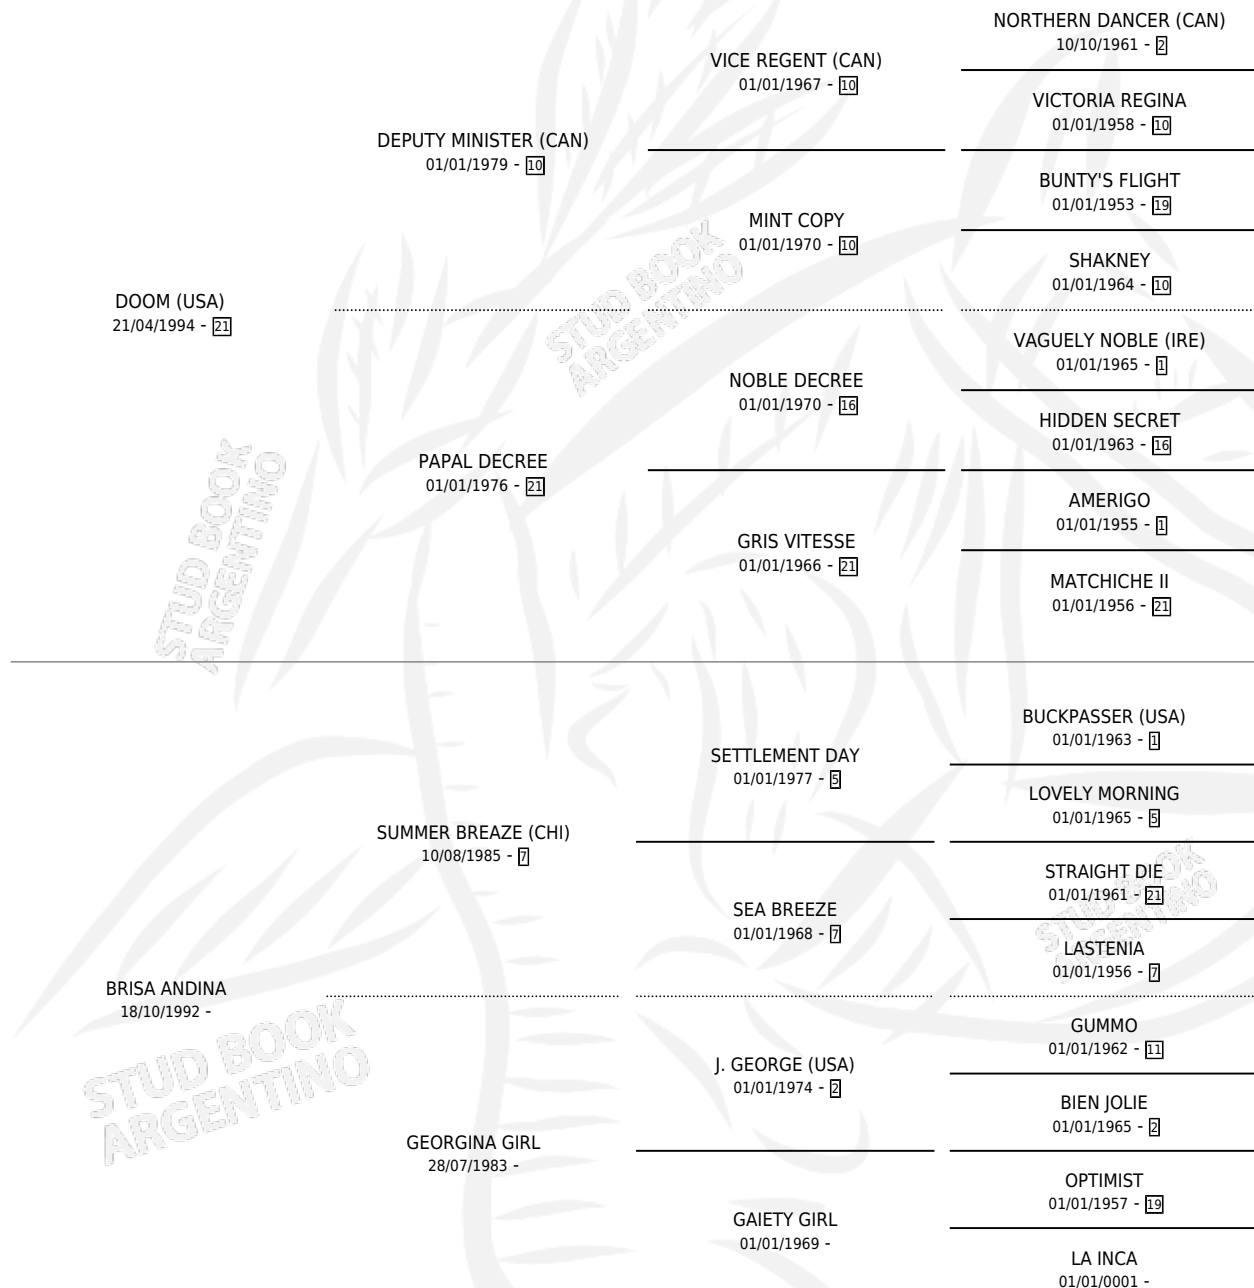 NORTHERN DANCER (CAN)
10/10/1961 - 2
VICE REGENT (CAN)
01/01/1967 - 10
VICTORIA REGINA
01/01/1958 - 10
DEPUTY MINISTER (CAN)
01/01/1979 - 10
BUNTY'S FLIGHT
01/01/1953 - 19
MINT COPY
01/01/1970 - 10
SHAKNEY
01/01/1964 - 10
DOOM (USA)
21/04/1994 - 21
VAGUELY NOBLE (IRE)
01/01/1965 - 1
NOBLE DECREE
01/01/1970 - 16
HIDDEN SECRET
01/01/1963 - 16
PAPAL DECREE
01/01/1976 - 21
AMERIGO
01/01/1955 - 1
GRIS VITESSE
01/01/1966 - 21
MATCHICHE II
01/01/1956 - 21
BUCKPASSER (USA)
01/01/1963 - 1
SETTLEMENT DAY
01/01/1977 - 5
LOVELY MORNING
01/01/1965 - 5
SUMMER BREAZE (CHI)
10/08/1985 - 7
STRAIGHT DIE
01/01/1961 - 21
SEA BREEZE
01/01/1968 - 7
LASTENIA
01/01/1956 - 7
BRISA ANDINA
18/10/1992 -
GUMMO
01/01/1962 - 11
J. GEORGE (USA)
01/01/1974 - 2
BIEN JOLIE
01/01/1965 - 2
GEORGINA GIRL
28/07/1983 -
OPTIMIST
01/01/1957 - 19
GAIETY GIRL
01/01/1969 -
LA INCA
01/01/0001 -
STUD BOOK
ARGENTINO
STUD BOOK
ARGENTINO
STUD BOOK
ARGENTINO
STUD BOOK
ARGENTINO